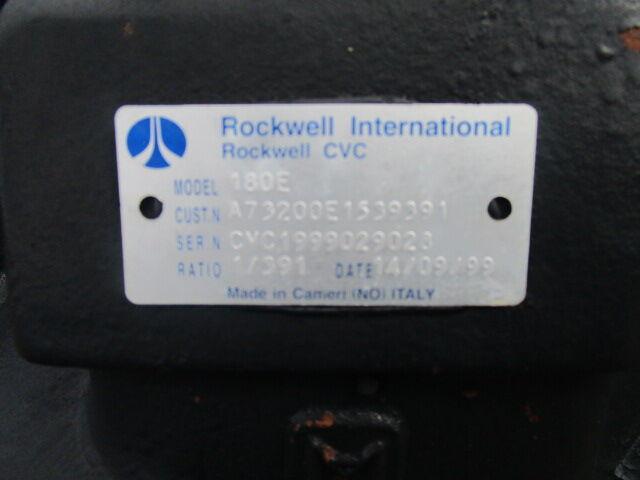 Rockwell International
Rockwell CVC
MODEL 180E
CUST.N A73200E1539391
SER.N CVC1999029028
RATIO 1/391 DATE 14/09/99
Made in Cameri (NO) ITALY